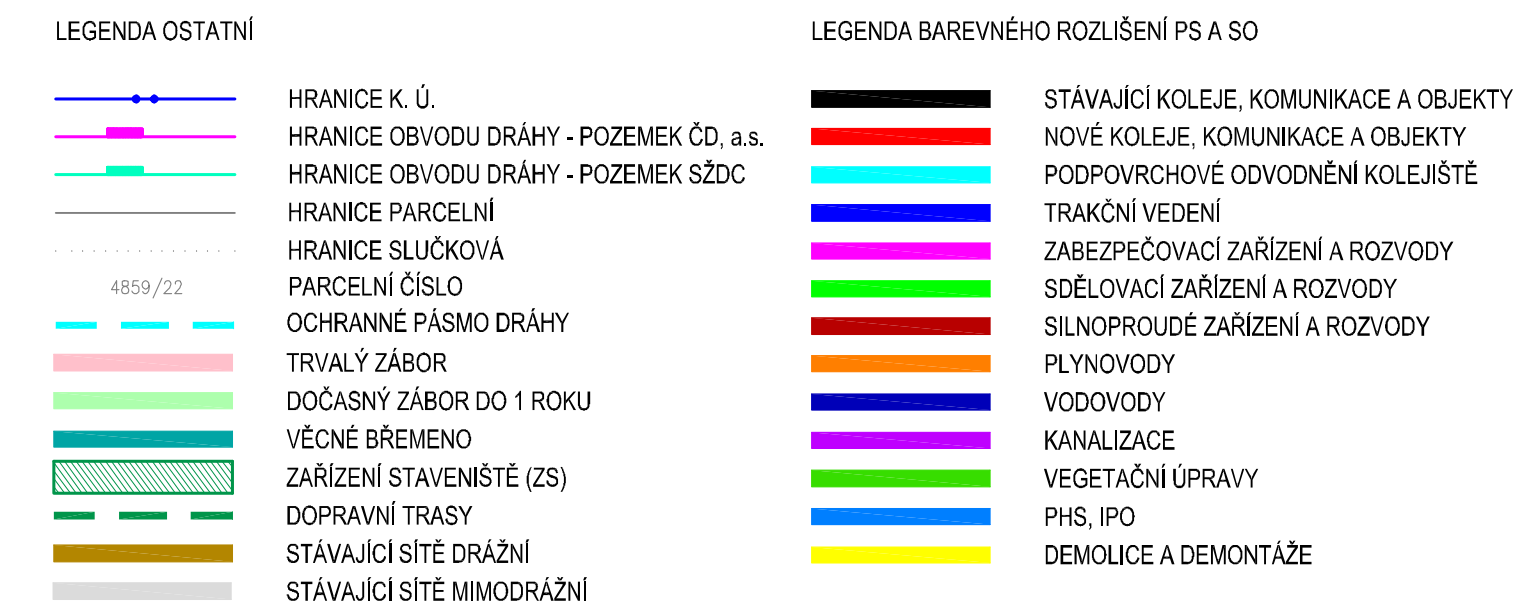 LEGENDA OSTATNÍ
HRANICE K. Ú.
HRANICE OBVODU DRÁHY - POZEMEK ČD, a.s.
HRANICE OBVODU DRÁHY - POZEMEK SŽDC
HRANICE PARCELNÍ
HRANICE SLUČKOVÁ
4859/22 PARCELNÍ ČÍSLO
OCHRANNÉ PÁSMO DRÁHY
TRVALÝ ZÁBOR
DOČASNÝ ZÁBOR DO 1 ROKU
VĚCNÉ BŘEMENO
ZAŘÍZENÍ STAVENIŠTĚ (ZS)
DOPRAVNÍ TRASY
STÁVAJÍCÍ SÍTĚ DRÁŽNÍ
STÁVAJÍCÍ SÍTĚ MIMODRÁŽNÍ
LEGENDA BAREVNÉHO ROZLIŠENÍ PS A SO
STÁVAJÍCÍ KOLEJE, KOMUNIKACE A OBJEKTY
NOVÉ KOLEJE, KOMUNIKACE A OBJEKTY
PODPOVRCHOVÉ ODVODNĚNÍ KOLEJIŠTĚ
TRAKČNÍ VEDENÍ
ZABEZPEČOVACÍ ZAŘÍZENÍ A ROZVODY
SDĚLOVACÍ ZAŘÍZENÍ A ROZVODY
SILNOPROUDÉ ZAŘÍZENÍ A ROZVODY
PLYNOVODY
VODOVODY
KANALIZACE
VEGETAČNÍ ÚPRAVY
PHS, IPO
DEMOLICE A DEMONTÁŽE